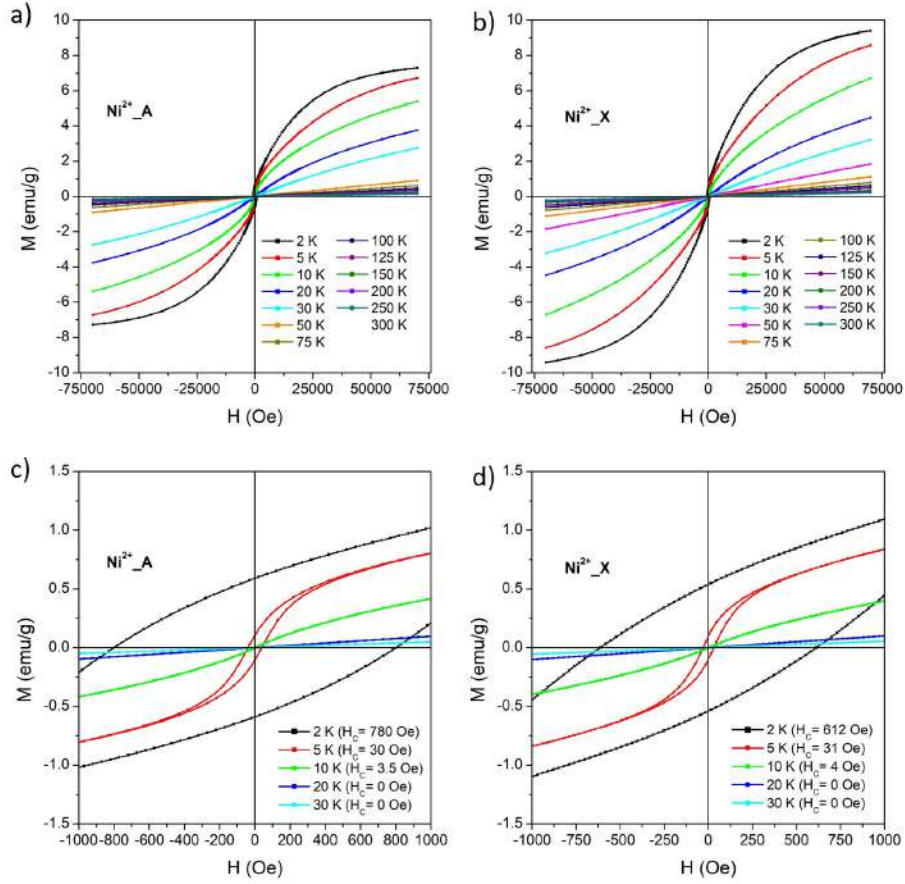 a)
10
8
6
4
2
0
-2
-4
-6
-8
-10
M (emu/g)
Ni²⁺_A
2 K
5 K
10 K
20 K
30 K
50 K
75 K
100 K
125 K
150 K
200 K
250 K
300 K
-75000 -50000 -25000 0 25000 50000 75000
H (Oe)
b)
10
8
6
4
2
0
-2
-4
-6
-8
-10
M (emu/g)
Ni²⁺_X
2 K
5 K
10 K
20 K
30 K
50 K
75 K
100 K
125 K
150 K
200 K
250 K
300 K
-75000 -50000 -25000 0 25000 50000 75000
H (Oe)
c)
1.5
1.0
0.5
0.0
-0.5
-1.0
-1.5
M (emu/g)
Ni²⁺_A
2 K (H_C= 780 Oe)
5 K (H_C= 30 Oe)
10 K (H_C= 3.5 Oe)
20 K (H_C= 0 Oe)
30 K (H_C= 0 Oe)
-1000 -800 -600 -400 -200 0 200 400 600 800 1000
H (Oe)
d)
1.5
1.0
0.5
0.0
-0.5
-1.0
-1.5
M (emu/g)
Ni²⁺_X
2 K (H_C= 612 Oe)
5 K (H_C= 31 Oe)
10 K (H_C= 4 Oe)
20 K (H_C= 0 Oe)
30 K (H_C= 0 Oe)
-1000 -750 -500 -250 0 250 500 750 1000
H (Oe)